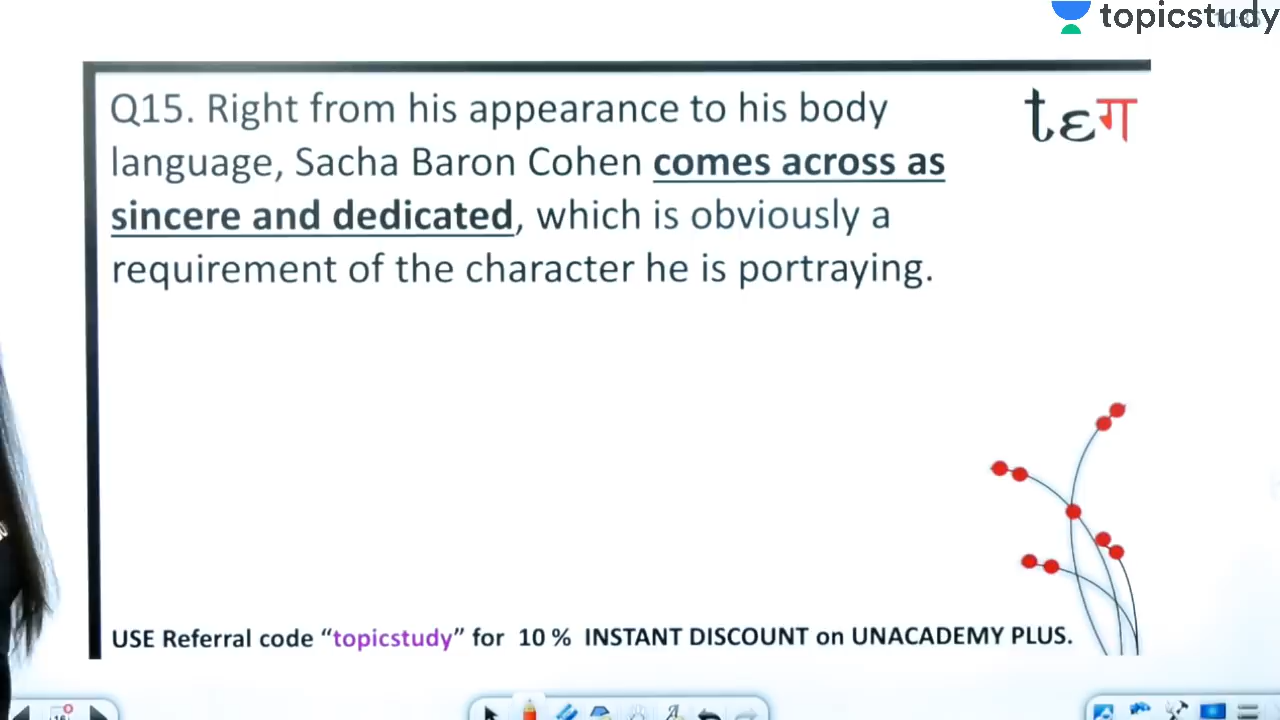 topicstudy
Q15. Right from his appearance to his body
tεग
language, Sacha Baron Cohen comes across as
sincere and dedicated, which is obviously a
requirement of the character he is portraying.
USE Referral code “topicstudy” for 10 % INSTANT DISCOUNT on UNACADEMY PLUS.